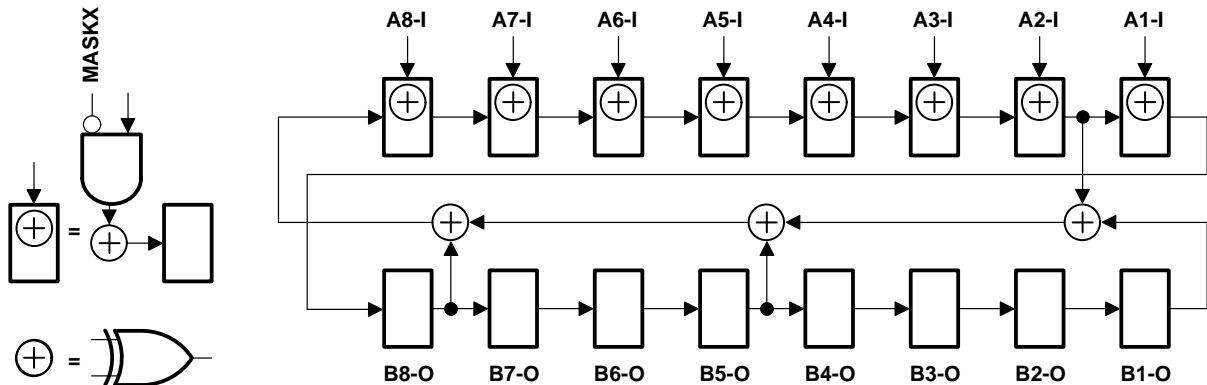 MASKX
=
=
A8-I A7-I A6-I A5-I A4-I A3-I A2-I A1-I
B8-O B7-O B6-O B5-O B4-O B3-O B2-O B1-O